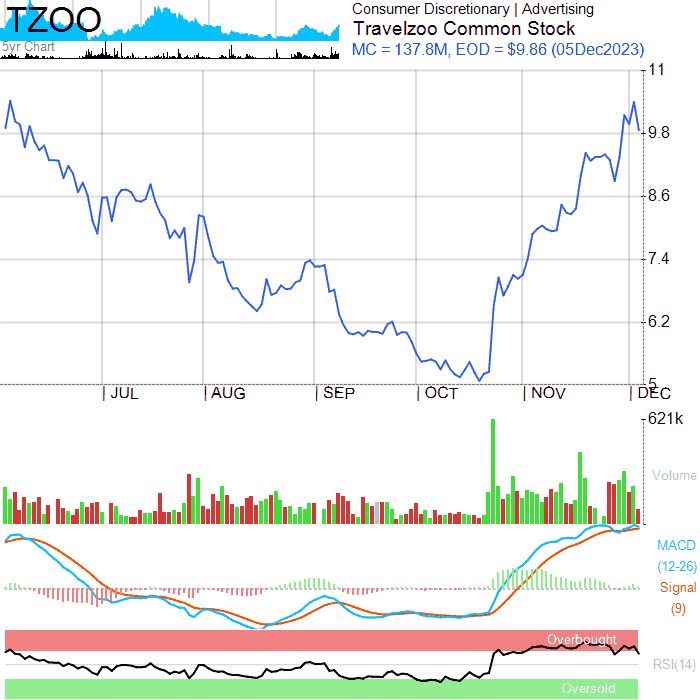 TZOO
5yr Chart
Consumer Discretionary | Advertising
Travelzoo Common Stock
MC = 137.8M, EOD = $9.86 (05Dec2023)
11
9.8
8.6
7.4
6.2
5
JUL AUG SEP OCT NOV DEC
621k
Volume
MACD
(12-26)
Signal
(9)
Overbought
RSI(14)
Oversold